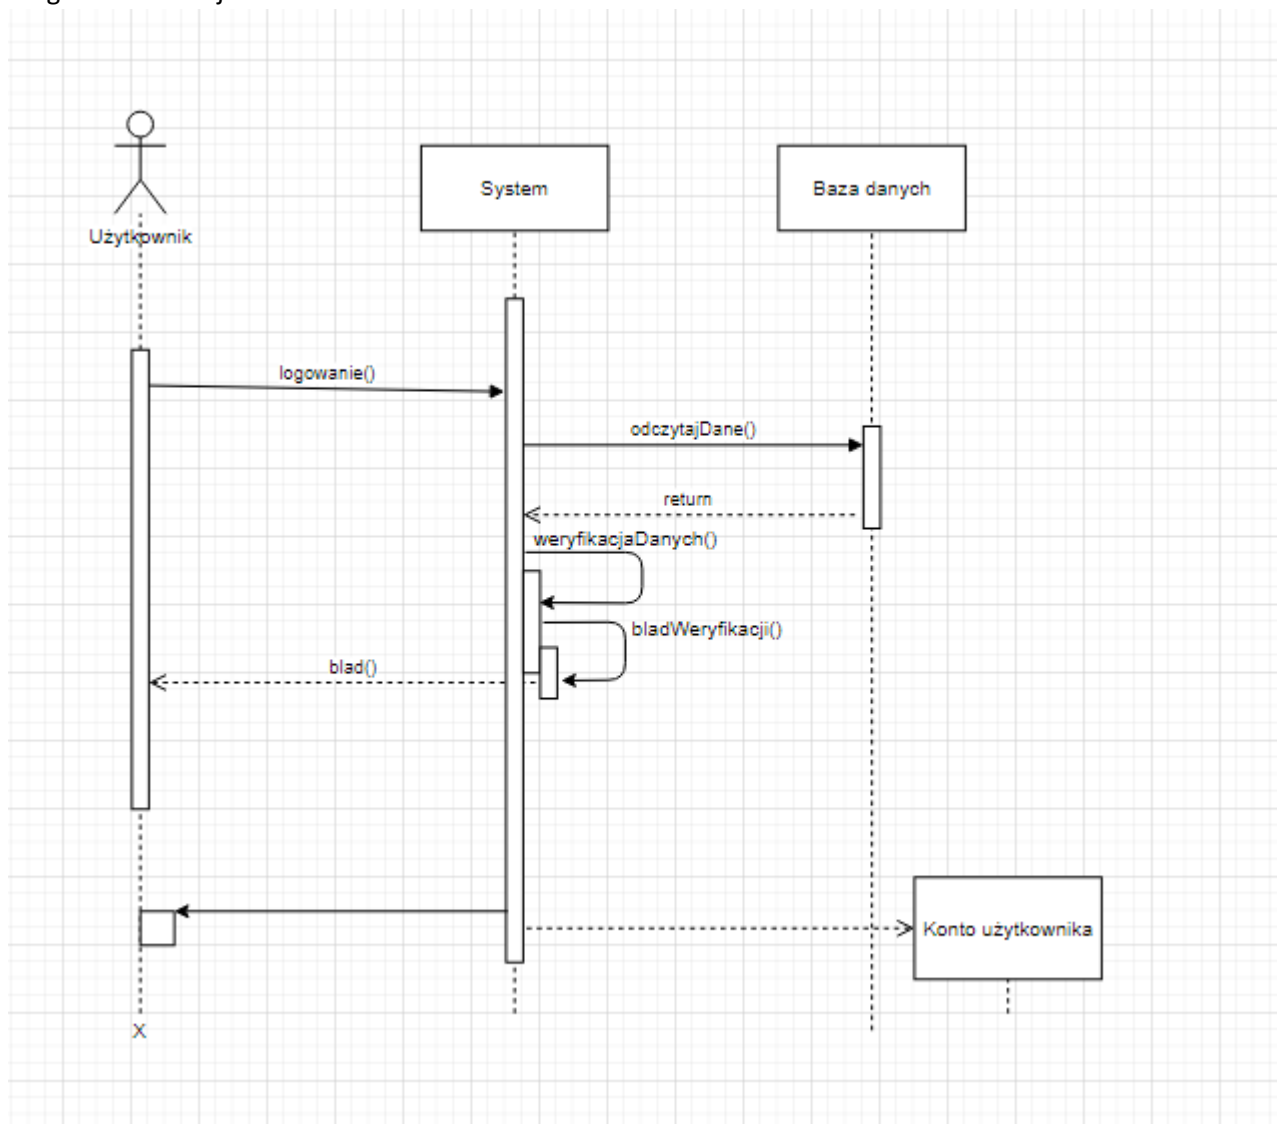 System
Baza danych
Użytkownik
logowanie()
odczytajDane()
return
weryfikacjaDanych()
bladWeryfikacji()
blad()
Konto użytkownika
X